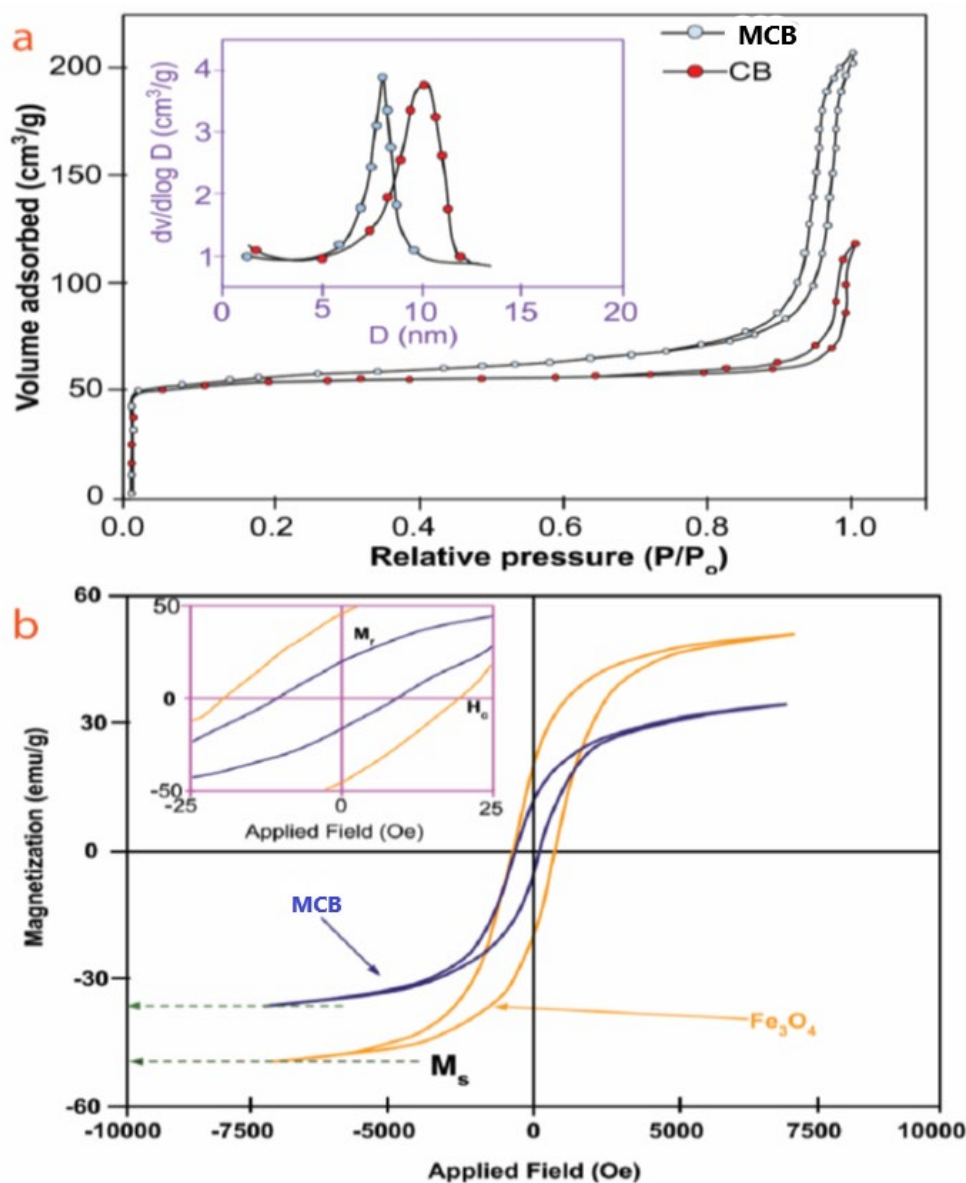 a
MCB
CB
Volume adsorbed (cm³/g)
200
150
100
50
0
0.0 0.2 0.4 0.6 0.8 1.0
Relative pressure (P/Pₒ)
dv/dlog D (cm³/g)
4
3
2
1
0 5 10 15 20
D (nm)
b
Magnetization (emu/g)
60
30
0
-30
-60
-10000 -7500 -5000 0 5000 7500 10000
Applied Field (Oe)
50
0
-50
-25 0 25
Applied Field (Oe)
Mᵣ
H꜀
MCB
Fe₃O₄
Mₛ